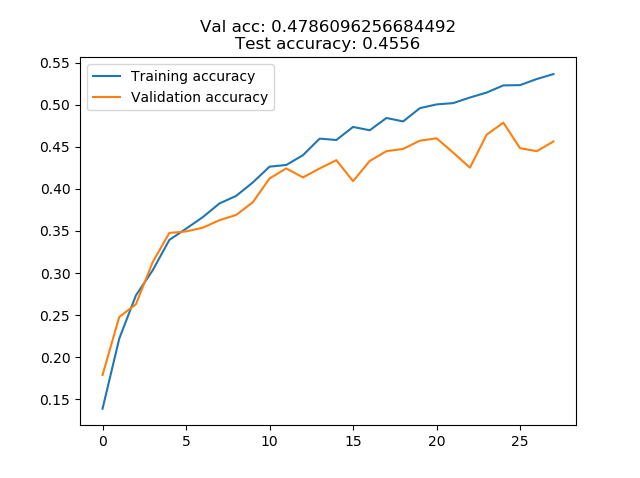 Val acc: 0.4786096256684492
Test accuracy: 0.4556
Training accuracy
Validation accuracy
0.55
0.50
0.45
0.40
0.35
0.30
0.25
0.20
0.15
0 5 10 15 20 25